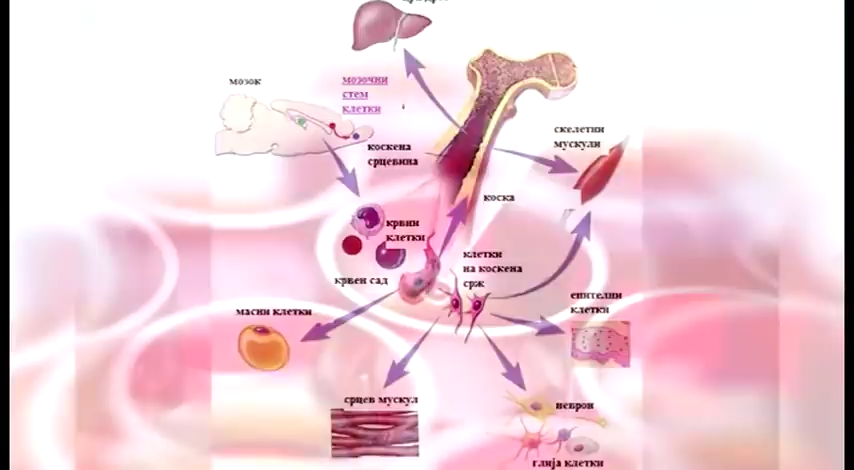 мозок
мозочни
стем
клетки
коскена
срцевина
скелетни
мускули
коска
крвни
клетки
клетки
на коскена
срж
крвен сад
масни клетки
епителни
клетки
срцев мускул
неврон
глија клетки